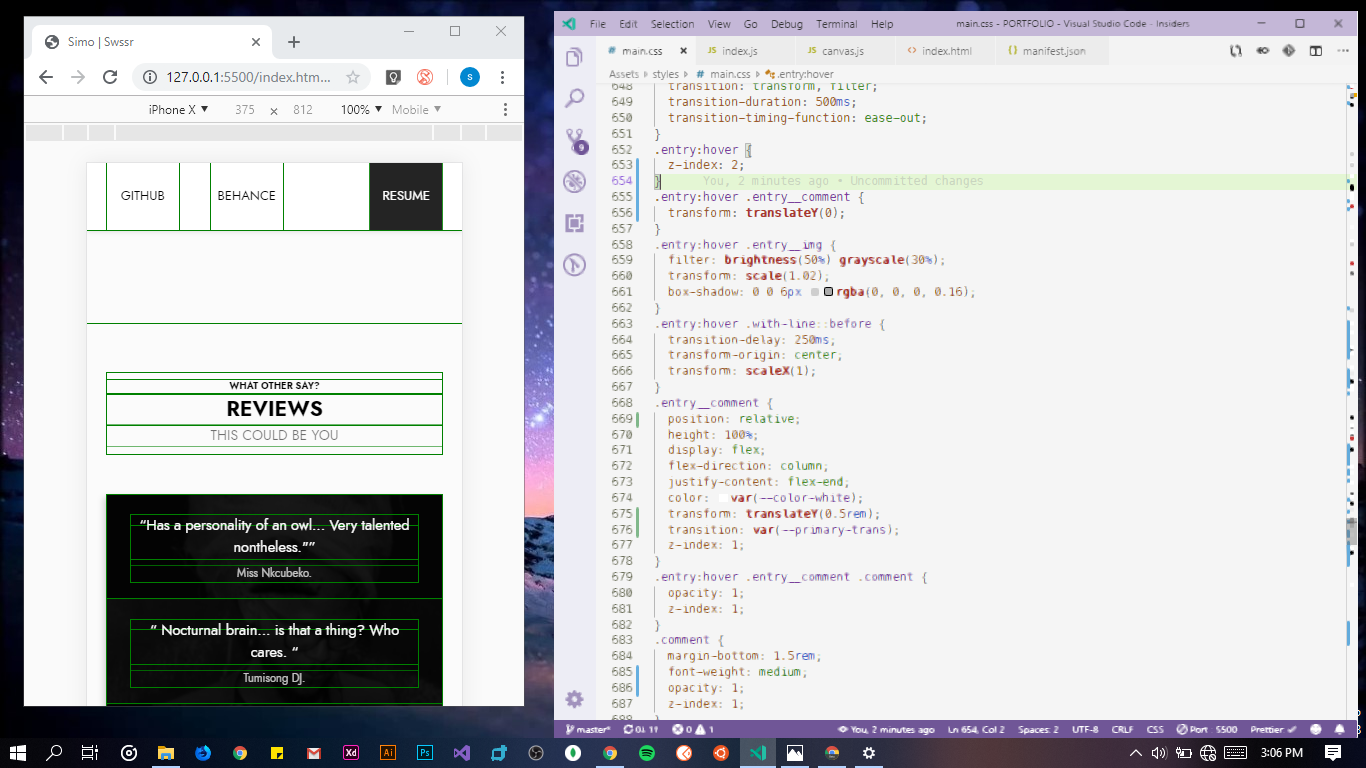 Simo | Swssr
127.0.0.1:5500/index.htm...
S
iPhone X
375
×
812
100%
Mobile
GITHUB
BEHANCE
RESUME
WHAT OTHER SAY?
REVIEWS
THIS COULD BE YOU
“Has a personality of an owl... Very talented
nontheless.””
Miss Nkcubeko.
“ Nocturnal brain... is that a thing? Who
cares. “
Tumisong DJ.
File Edit Selection View Go Debug Terminal Help
main.css - PORTFOLIO - Visual Studio Code - Insiders
# main.css
JS index.js
JS canvas.js
<> index.html
{} manifest.json
Assets > styles > # main.css > .entry:hover
648 transition: transform, filter;
649 transition-duration: 500ms;
650 transition-timing-function: ease-out;
651 }
652 .entry:hover {
653 z-index: 2;
654 } You, 2 minutes ago • Uncommitted changes
655 .entry:hover .entry__comment {
656 transform: translateY(0);
657 }
658 .entry:hover .entry__img {
659 filter: brightness(50%) grayscale(30%);
660 transform: scale(1.02);
661 box-shadow: 0 0 6px rgba(0, 0, 0, 0.16);
662 }
663 .entry:hover .with-line::before {
664 transition-delay: 250ms;
665 transform-origin: center;
666 transform: scaleX(1);
667 }
668 .entry__comment {
669 position: relative;
670 height: 100%;
671 display: flex;
672 flex-direction: column;
673 justify-content: flex-end;
674 color: var(--color-white);
675 transform: translateY(0.5rem);
676 transition: var(--primary-trans);
677 z-index: 1;
678 }
679 .entry:hover .entry__comment .comment {
680 opacity: 1;
681 z-index: 1;
682 }
683 .comment {
684 margin-bottom: 1.5rem;
685 font-weight: medium;
686 opacity: 1;
687 z-index: 1;
688 }
9
master*
0 1
You, 2 minutes ago
Ln 654, Col 2
Spaces: 2
UTF-8
CRLF
CSS
Port 5500
Prettier
Xd
Ai
Ps
3:06 PM